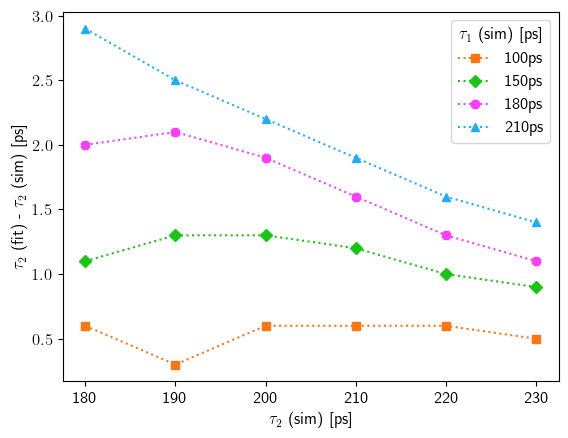 τ₁ (sim) [ps]
100ps
150ps
180ps
210ps
τ₂ (fit) - τ₂ (sim) [ps]
3.0
2.5
2.0
1.5
1.0
0.5
180 190 200 210 220 230
τ₂ (sim) [ps]